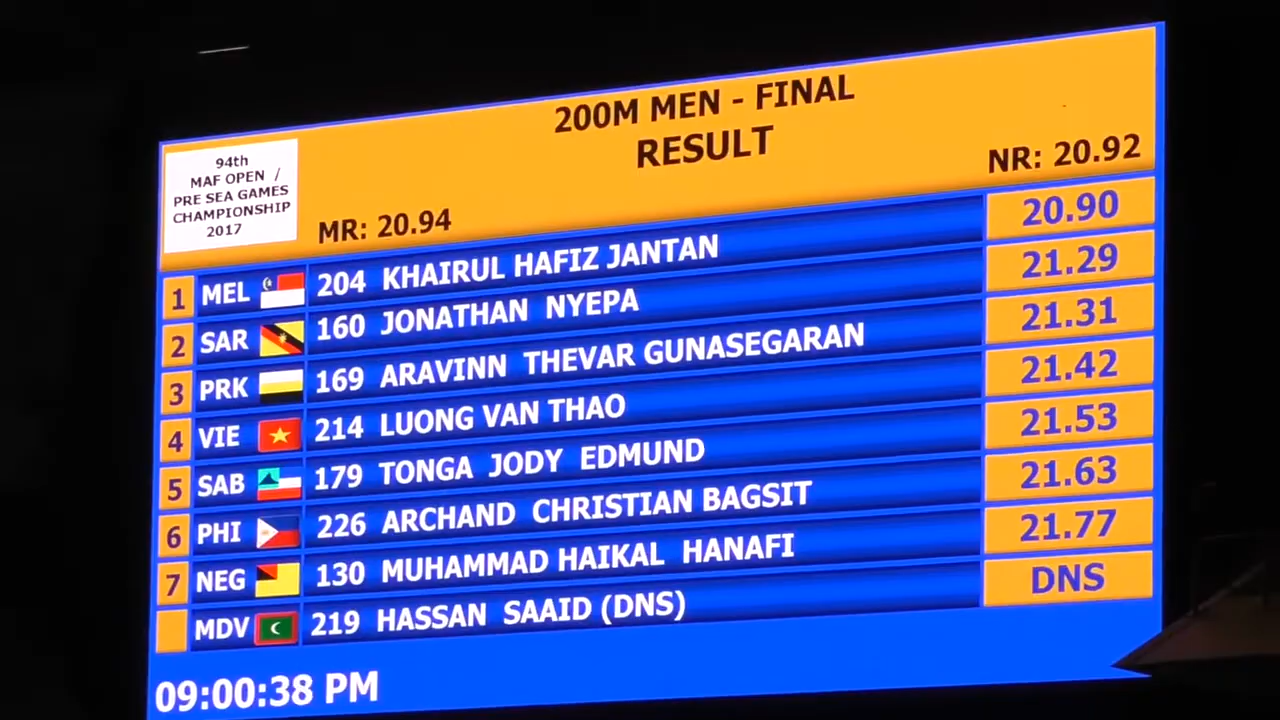 200M MEN - FINAL
RESULT
94th
MAF OPEN /
PRE SEA GAMES
CHAMPIONSHIP
2017
MR: 20.94
NR: 20.92
1 MEL 204 KHAIRUL HAFIZ JANTAN 20.90
2 SAR 160 JONATHAN NYEPA 21.29
3 PRK 169 ARAVINN THEVAR GUNASEGARAN 21.31
4 VIE 214 LUONG VAN THAO 21.42
5 SAB 179 TONGA JODY EDMUND 21.53
6 PHI 226 ARCHAND CHRISTIAN BAGSIT 21.63
7 NEG 130 MUHAMMAD HAIKAL HANAFI 21.77
MDV 219 HASSAN SAAID (DNS) DNS
09:00:38 PM